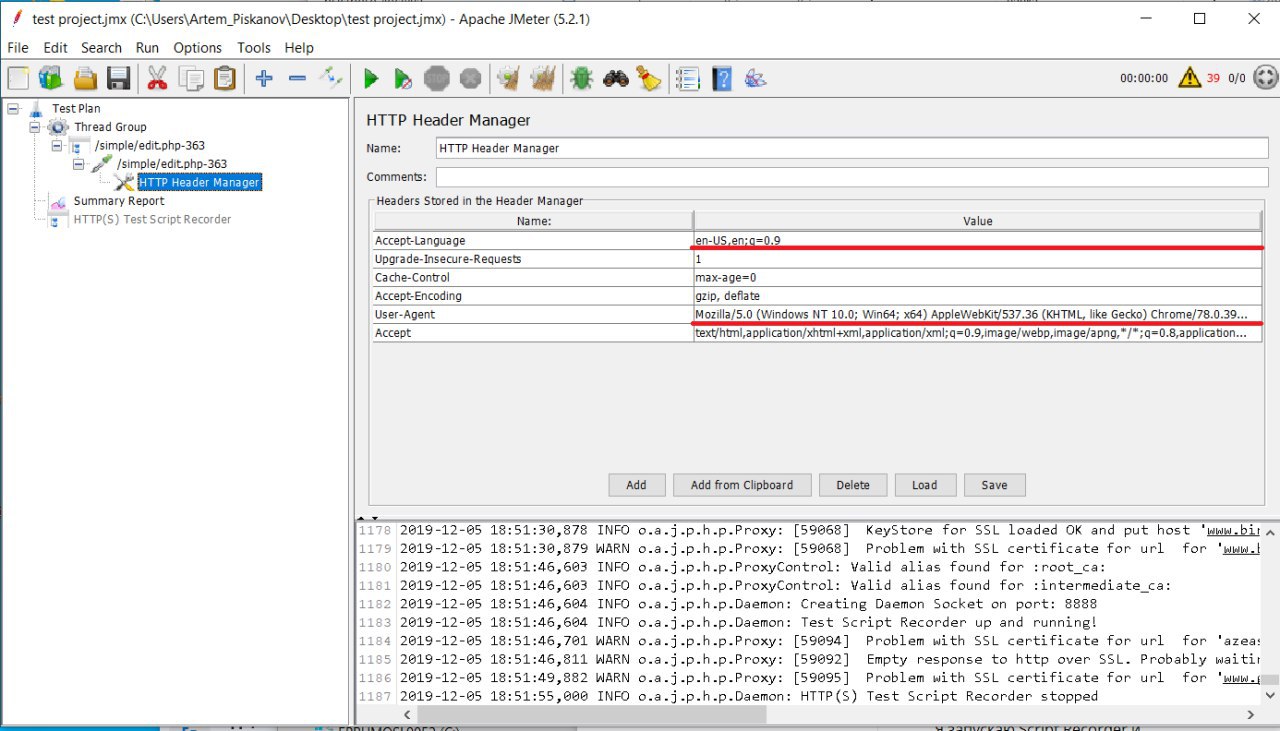 test project.jmx (C:\Users\Artem_Piskanov\Desktop\test project.jmx) - Apache JMeter (5.2.1)
File Edit Search Run Options Tools Help
00:00:00 39 0/0
Test Plan
Thread Group
/simple/edit.php-363
/simple/edit.php-363
HTTP Header Manager
Summary Report
HTTP(S) Test Script Recorder
HTTP Header Manager
Name: HTTP Header Manager
Comments:
Headers Stored in the Header Manager
Name: Value
Accept-Language en-US,en;q=0.9
Upgrade-Insecure-Requests 1
Cache-Control max-age=0
Accept-Encoding gzip, deflate
User-Agent Mozilla/5.0 (Windows NT 10.0; Win64; x64) AppleWebKit/537.36 (KHTML, like Gecko) Chrome/78.0.39...
Accept text/html,application/xhtml+xml,application/xml;q=0.9,image/webp,image/apng,*/*;q=0.8,application...
Add Add from Clipboard Delete Load Save
1178 2019-12-05 18:51:30,878 INFO o.a.j.p.h.p.Proxy: [59068] KeyStore for SSL loaded OK and put host 'www.bin
1179 2019-12-05 18:51:30,879 WARN o.a.j.p.h.p.Proxy: [59068] Problem with SSL certificate for url for 'www.b
1180 2019-12-05 18:51:46,603 INFO o.a.j.p.h.p.ProxyControl: Valid alias found for :root_ca:
1181 2019-12-05 18:51:46,603 INFO o.a.j.p.h.p.ProxyControl: Valid alias found for :intermediate_ca:
1182 2019-12-05 18:51:46,604 INFO o.a.j.p.h.p.Daemon: Creating Daemon Socket on port: 8888
1183 2019-12-05 18:51:46,604 INFO o.a.j.p.h.p.Daemon: Test Script Recorder up and running!
1184 2019-12-05 18:51:46,701 WARN o.a.j.p.h.p.Proxy: [59094] Problem with SSL certificate for url for 'azeas
1185 2019-12-05 18:51:46,811 WARN o.a.j.p.h.p.Proxy: [59092] Empty response to http over SSL. Probably waitin
1186 2019-12-05 18:51:49,882 WARN o.a.j.p.h.p.Proxy: [59095] Problem with SSL certificate for url for 'www.
1187 2019-12-05 18:51:55,000 INFO o.a.j.p.h.p.Daemon: HTTP(S) Test Script Recorder stopped
Я запускаю Script Recorder и